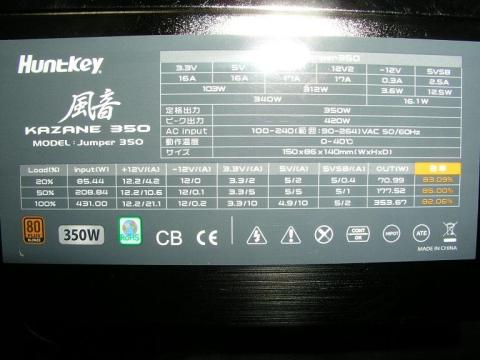 Huntkey
風音
KAZANE 350
MODEL: Jumper 350
3.3V 5V 12V2 -12V 5VSB
16A 15A 17A 17A 0.3A 2.5A
103W 312W 3.6W 12.5W
340W 16.1W
定格出力 350W
ピーク出力 420W
AC input 100-240(範囲:90-264)VAC 50/60Hz
動作温度 0-40℃
サイズ 150x86x140mm(WxHxD)
Load(%) Input(W) +12V/(A) -12V/(A) 3.3V/(A) 5V/(A) 5VSB/(A) OUT(W) 効率
20% 85.44 12.2/4.2 12/0 3.3/2 5/2 5/0.4 70.99 83.09%
50% 208.84 12.2/10.6 12/0.1 3.3/5 5/5 5/1 177.52 85.00%
100% 431.00 12.2/21.1 12/0.2 3.3/10 4.9/10 5/2 353.67 82.06%
80 PLUS
350W
RoHS
CB CE
CONT OK
HIPOT
ATE
MADE IN CHINA